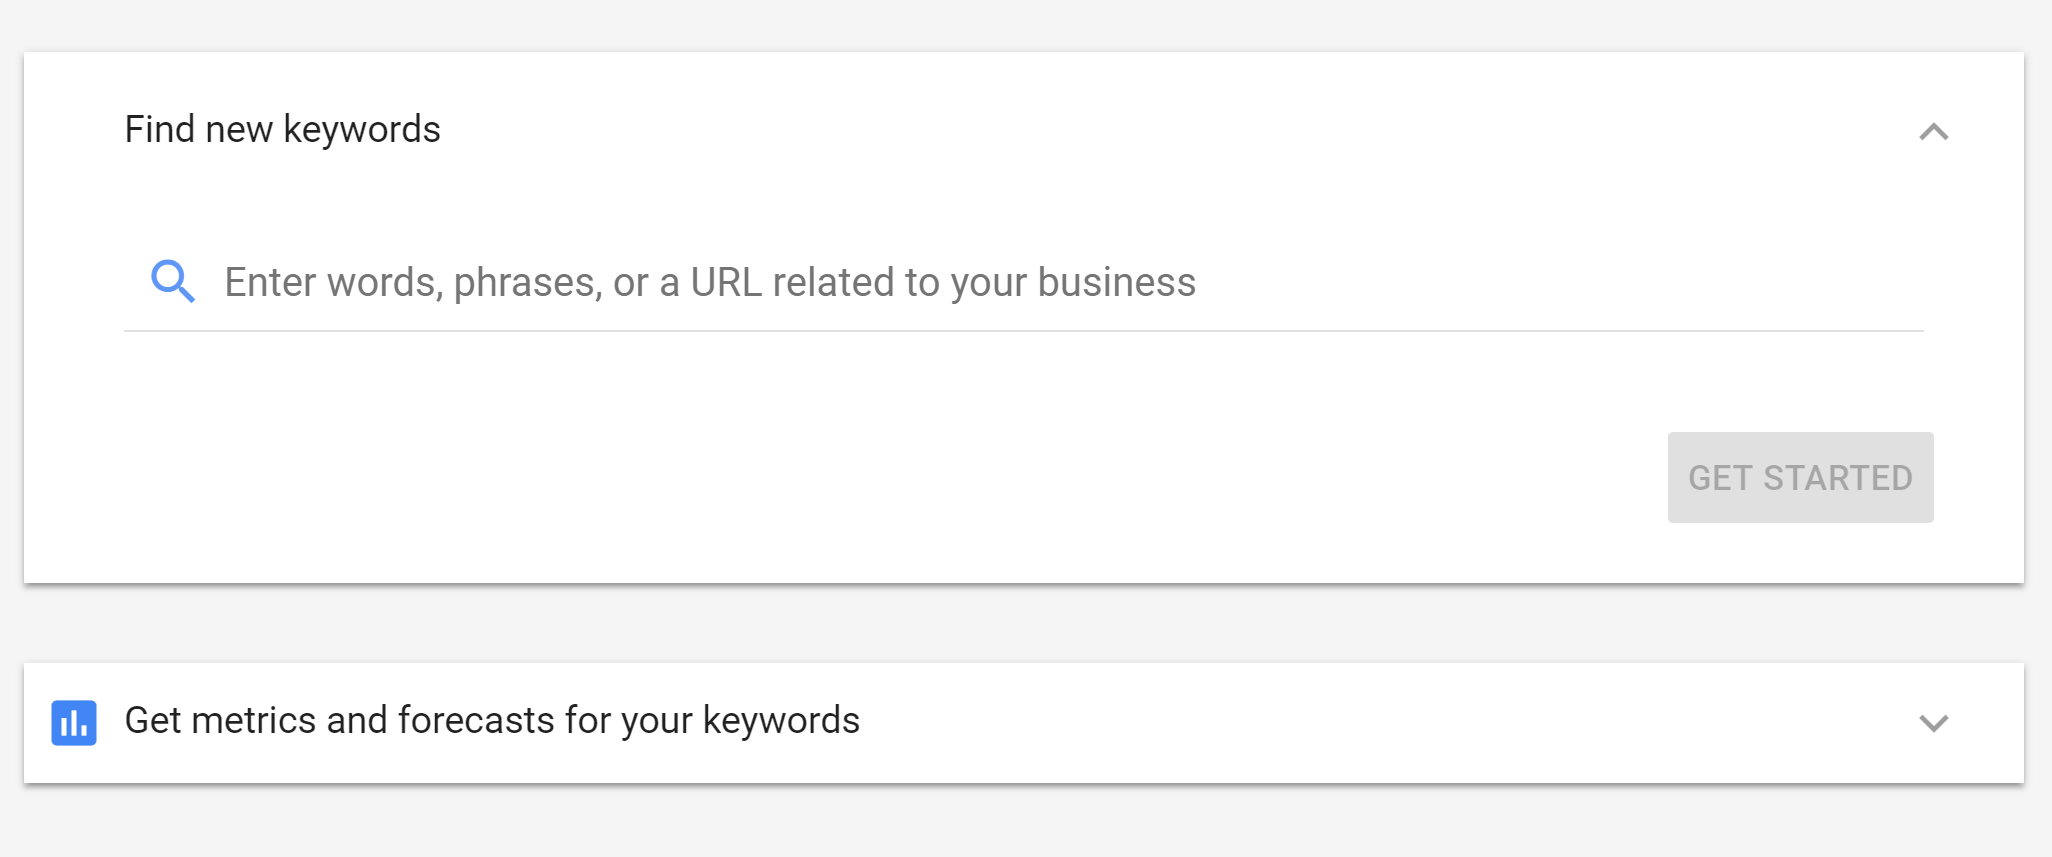 Find new keywords
Enter words, phrases, or a URL related to your business
GET STARTED
Get metrics and forecasts for your keywords